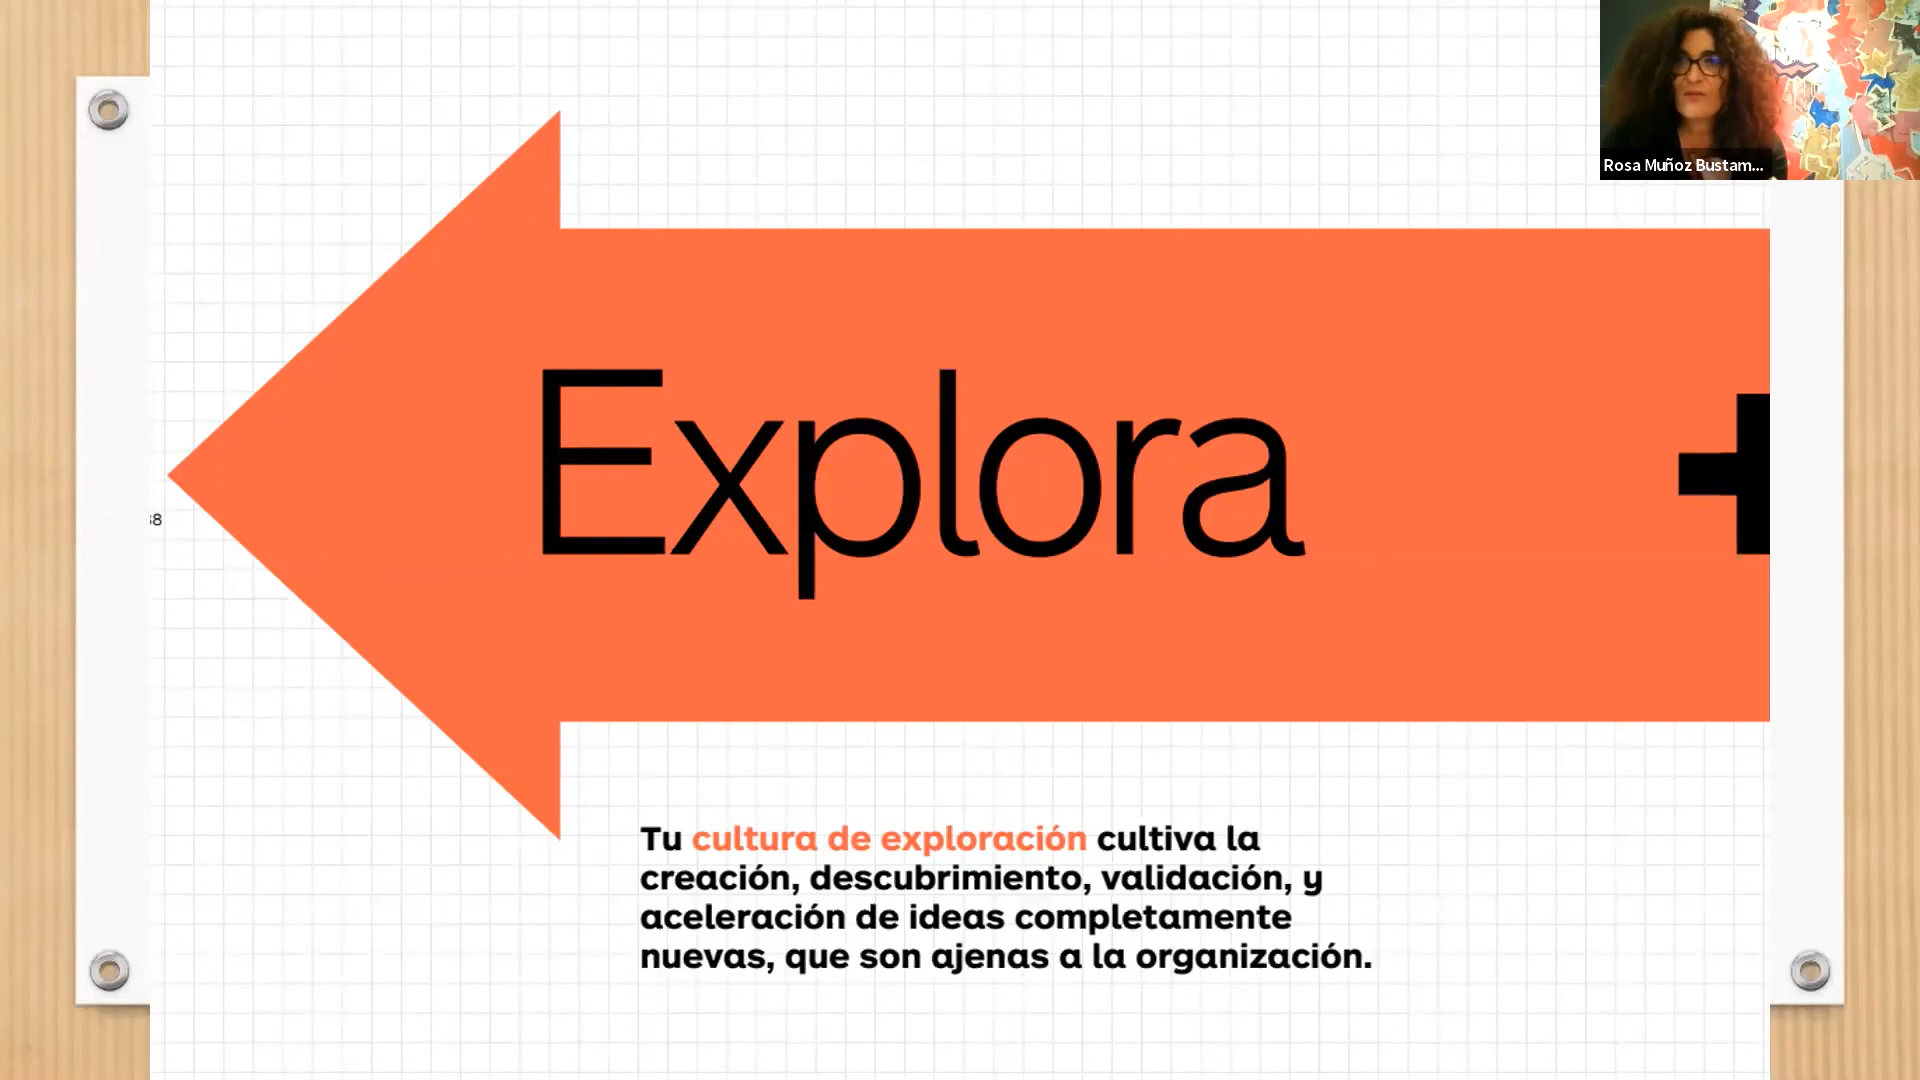 Rosa Muñoz Bustam...
Explora
Tu cultura de exploración cultiva la
creación, descubrimiento, validación, y
aceleración de ideas completamente
nuevas, que son ajenas a la organización.